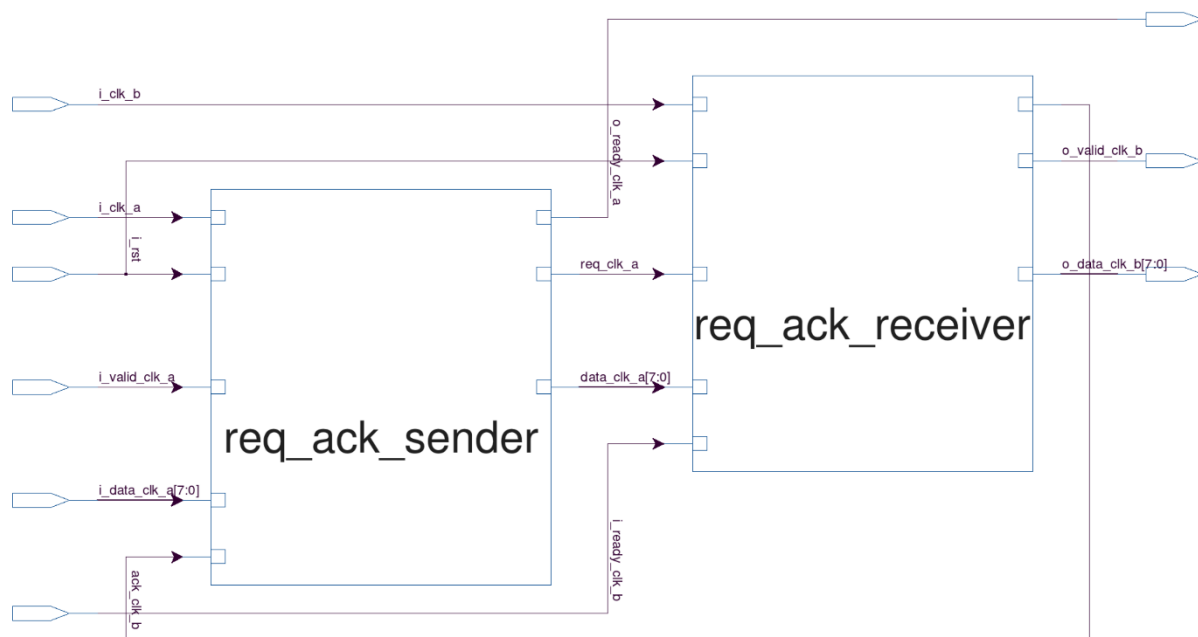 i_clk_b
o_ready_clk_a
o_valid_clk_b
i_clk_a
i_rst
req_clk_a
o_data_clk_b[7:0]
req_ack_receiver
i_valid_clk_a
data_clk_a[7:0]
req_ack_sender
i_data_clk_a[7:0]
i_ready_clk_b
ack_clk_b